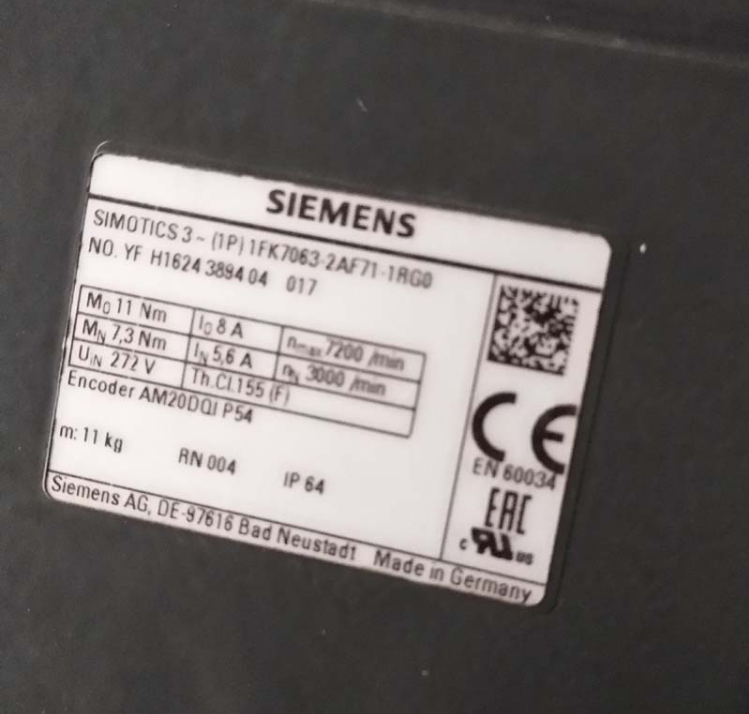 SIEMENS
SIMOTICS 3~ (1P) 1FK7063-2AF71-1RG0
NO. YF H1624 3894 04 017
M0 11 Nm I0 8 A nmax 7200 /min
MN 7,3 Nm IN 5,6 A nN 3000 /min
UIN 272 V Th.Cl.155 (F)
Encoder AM20DQI P54
m: 11 kg RN 004 IP 64
CE
EN 60034
EAC
c RU us
Siemens AG, DE-97616 Bad Neustadt Made in Germany